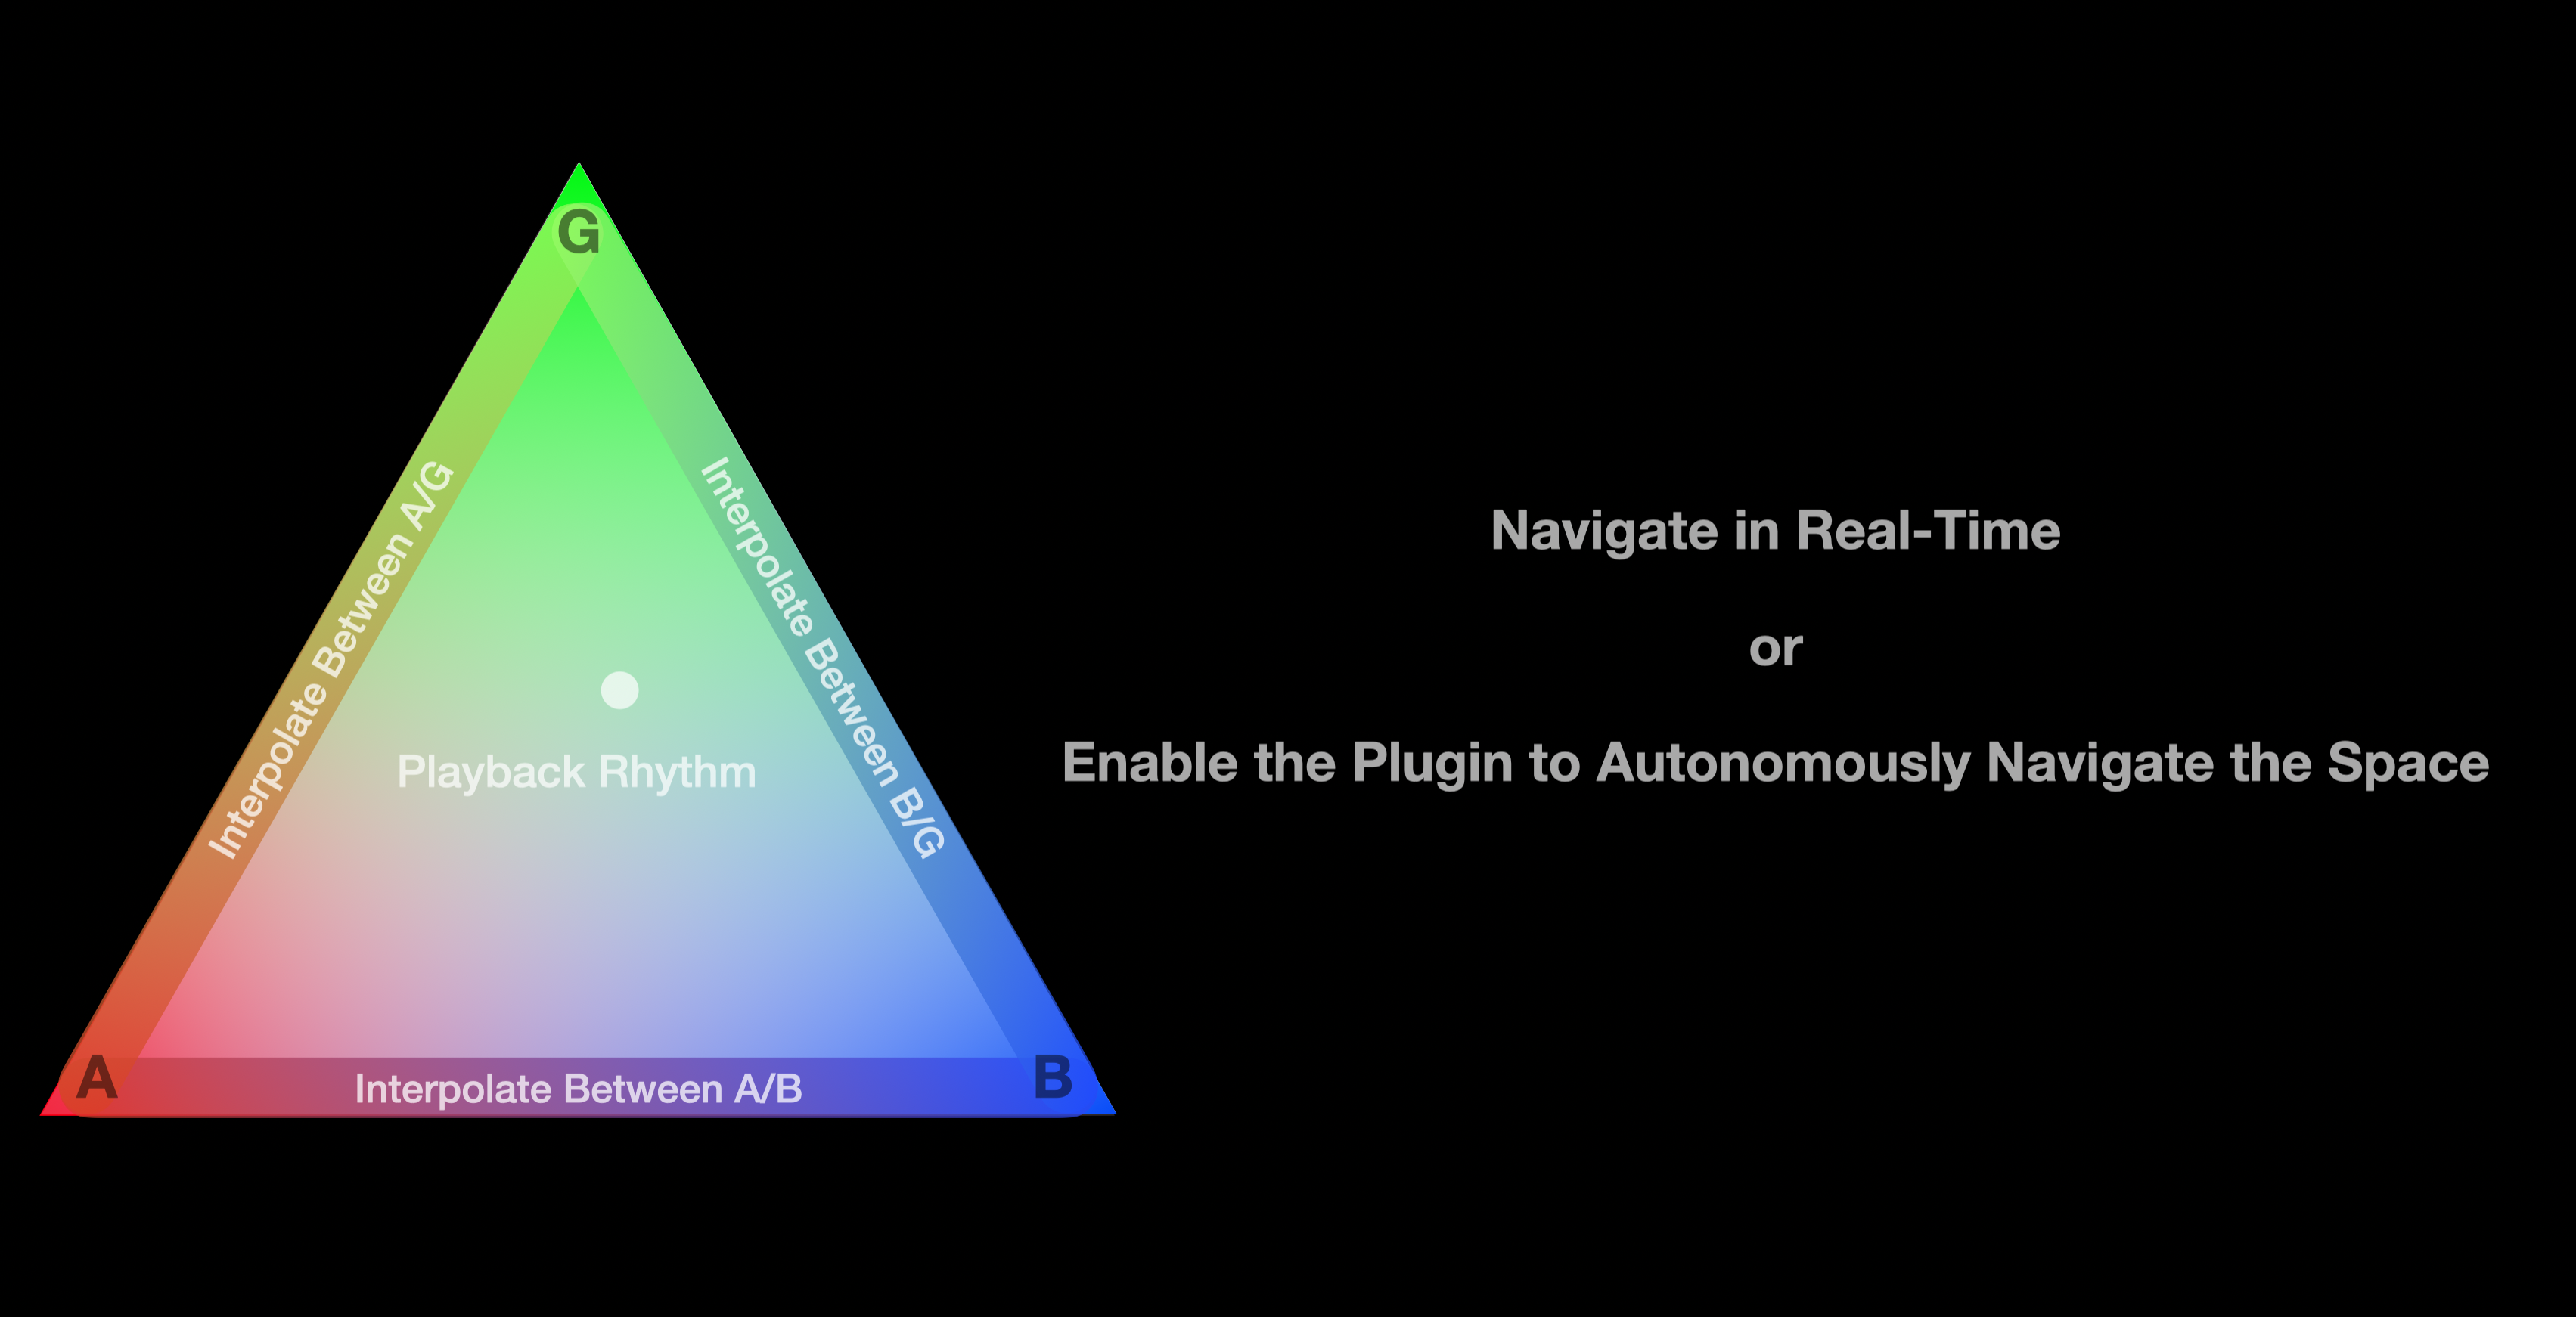 G
Interpolate Between A/G
Interpolate Between B/G
Playback Rhythm
A
Interpolate Between A/B
B
Navigate in Real-Time
or
Enable the Plugin to Autonomously Navigate the Space